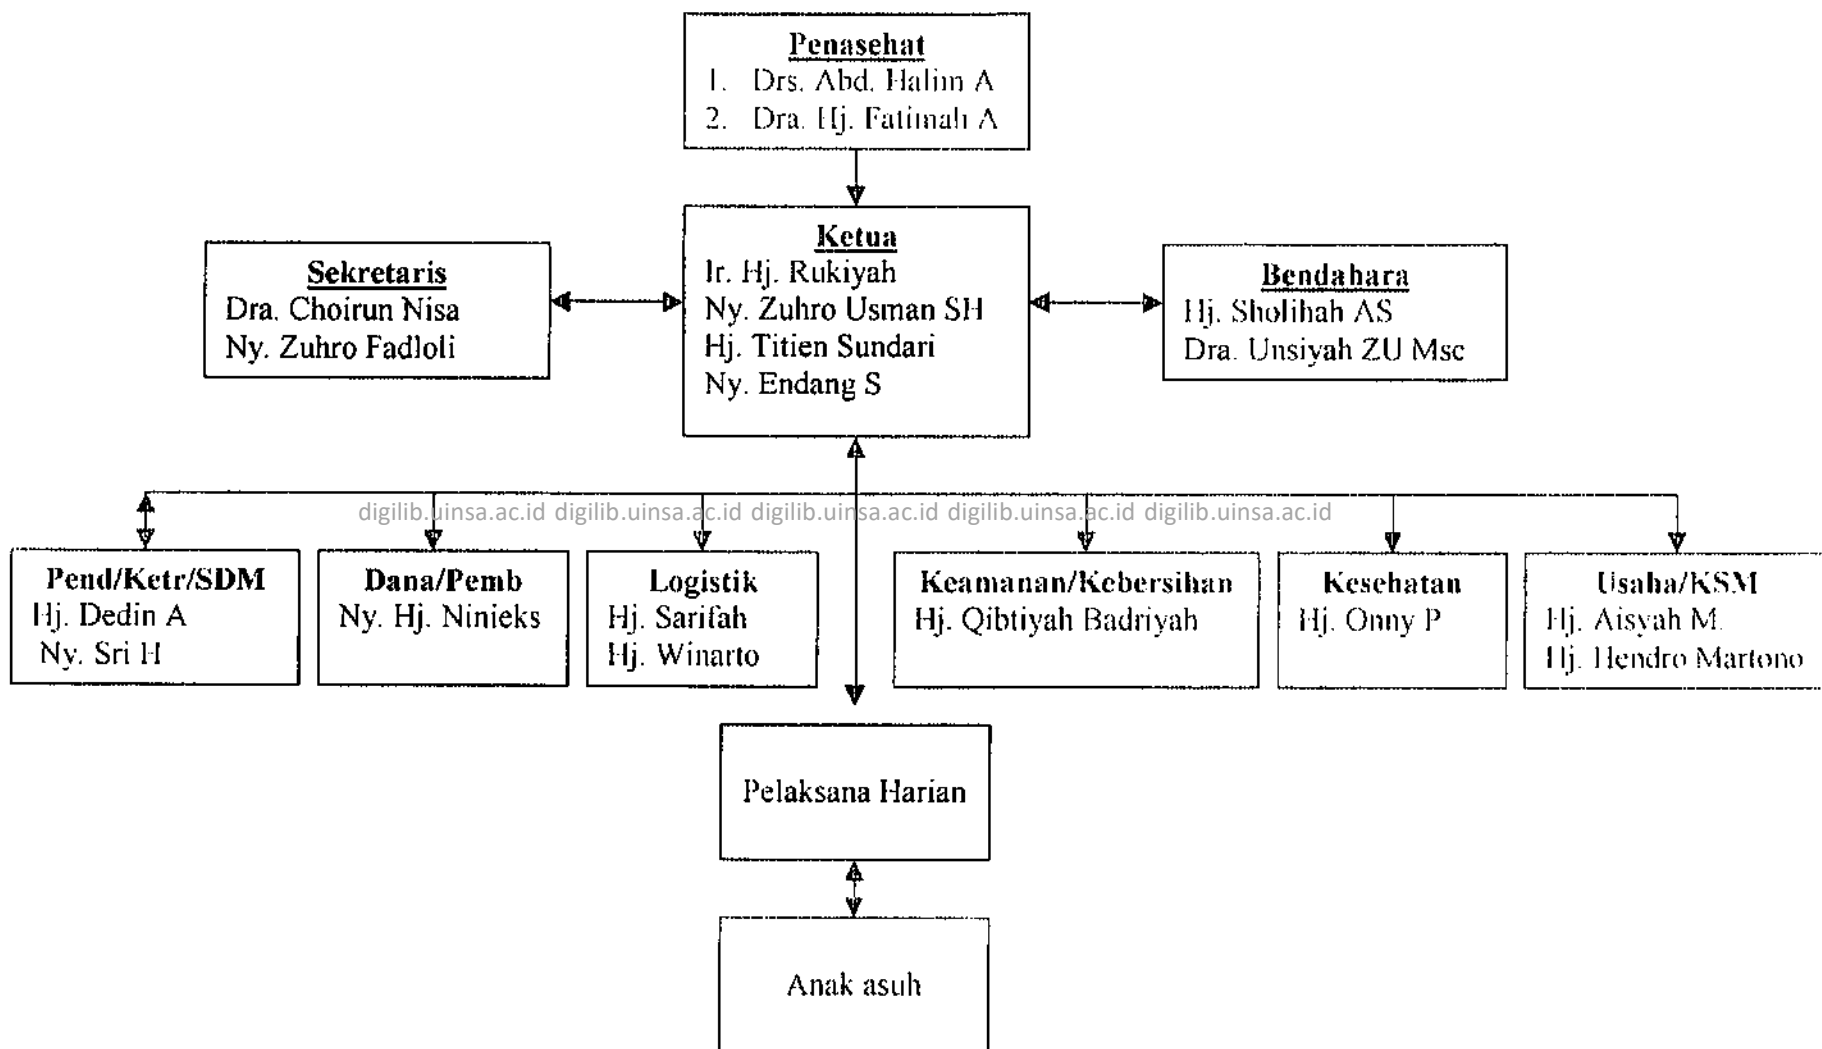 Penasehat
1. Drs. Abd. Halim A
2. Dra. Hj. Fatimah A
Ketua
Ir. Hj. Rukiyah
Ny. Zuhro Usman SH
Hj. Titien Sundari
Ny. Endang S
Sekretaris
Dra. Choirun Nisa
Ny. Zuhro Fadloli
Bendahara
Hj. Sholihah AS
Dra. Unsiyah ZU Msc
digilib.uinsa.ac.id digilib.uinsa.ac.id digilib.uinsa.ac.id digilib.uinsa.ac.id digilib.uinsa.ac.id
Pend/Ketr/SDM
Hj. Dedin A
Ny. Sri H
Dana/Pemb
Ny. Hj. Ninieks
Logistik
Hj. Sarifah
Hj. Winarto
Keamanan/Kebersihan
Hj. Qibtiyah Badriyah
Kesehatan
Hj. Onny P
Usaha/KSM
Hj. Aisyah M.
Hj. Hendro Martono
Pelaksana Harian
Anak asuh